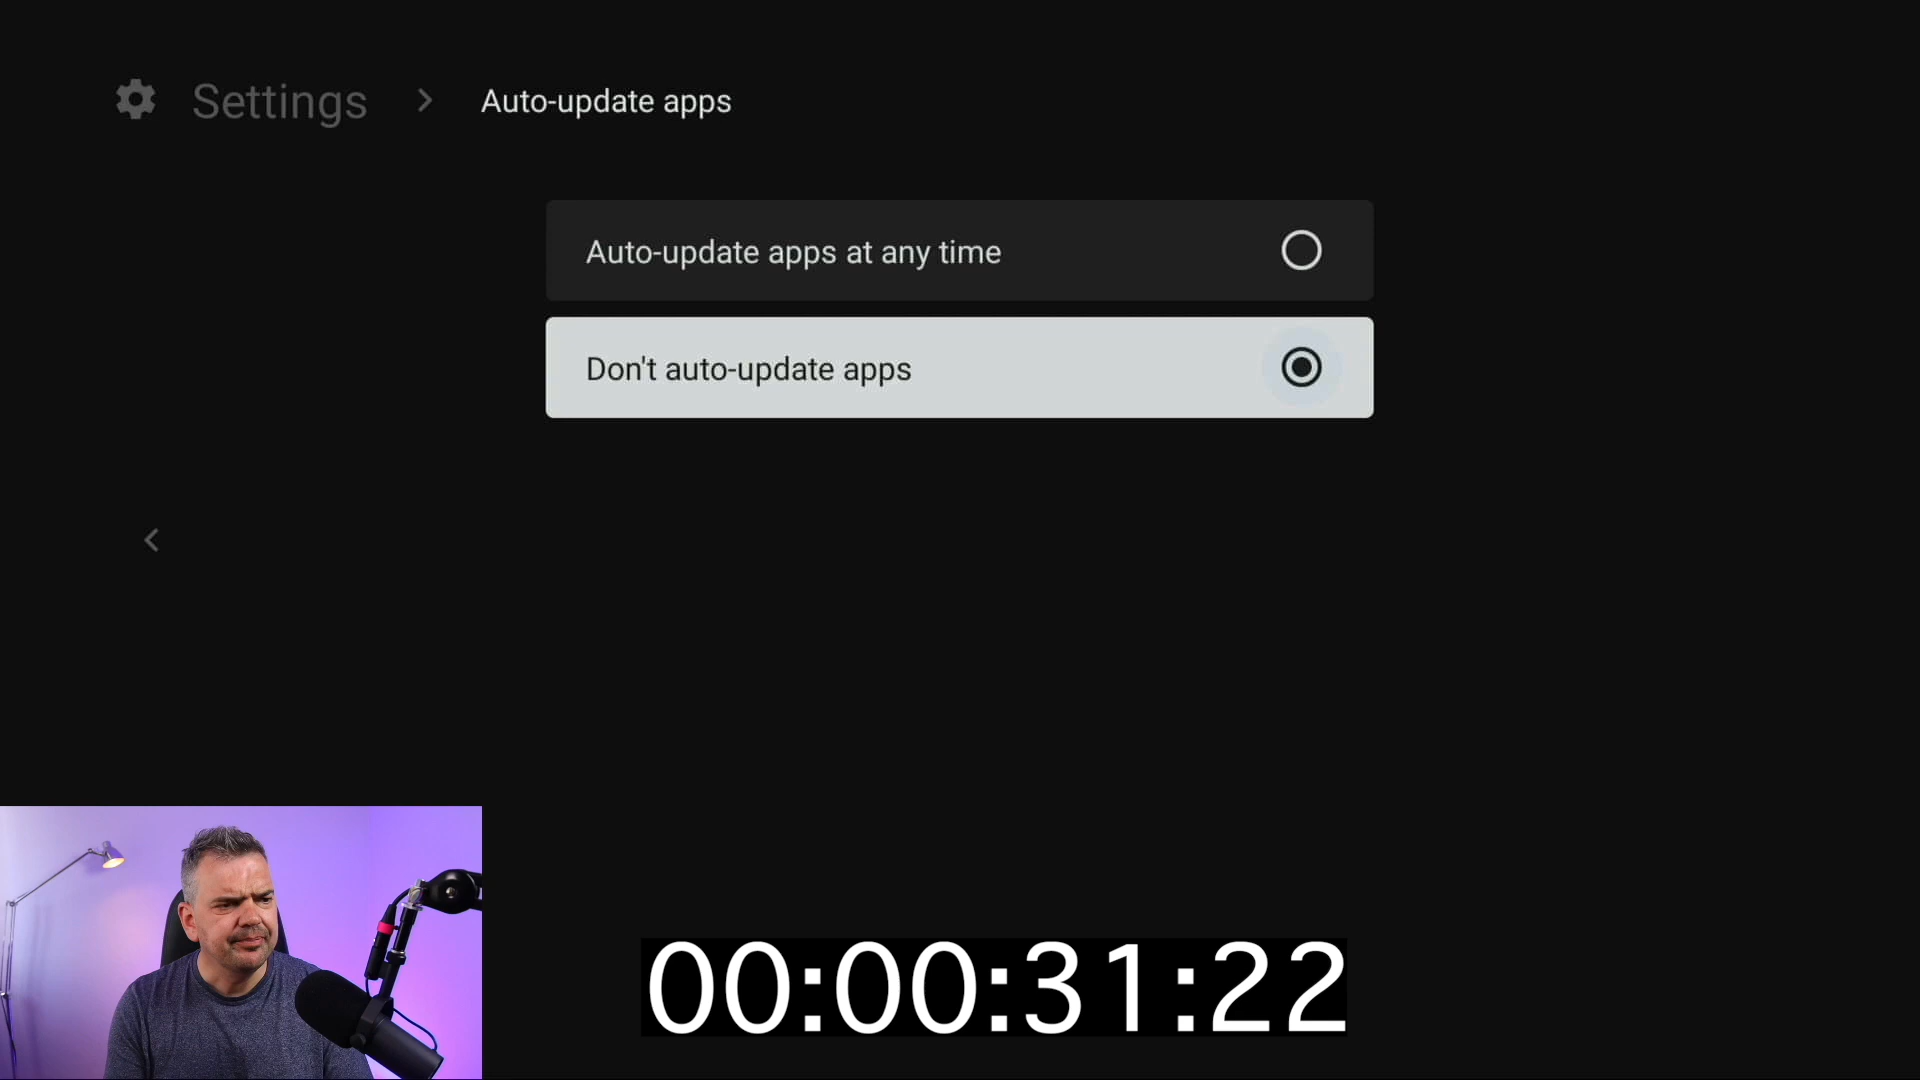 Settings > Auto-update apps
Auto-update apps at any time
Don't auto-update apps
00:00:31:22